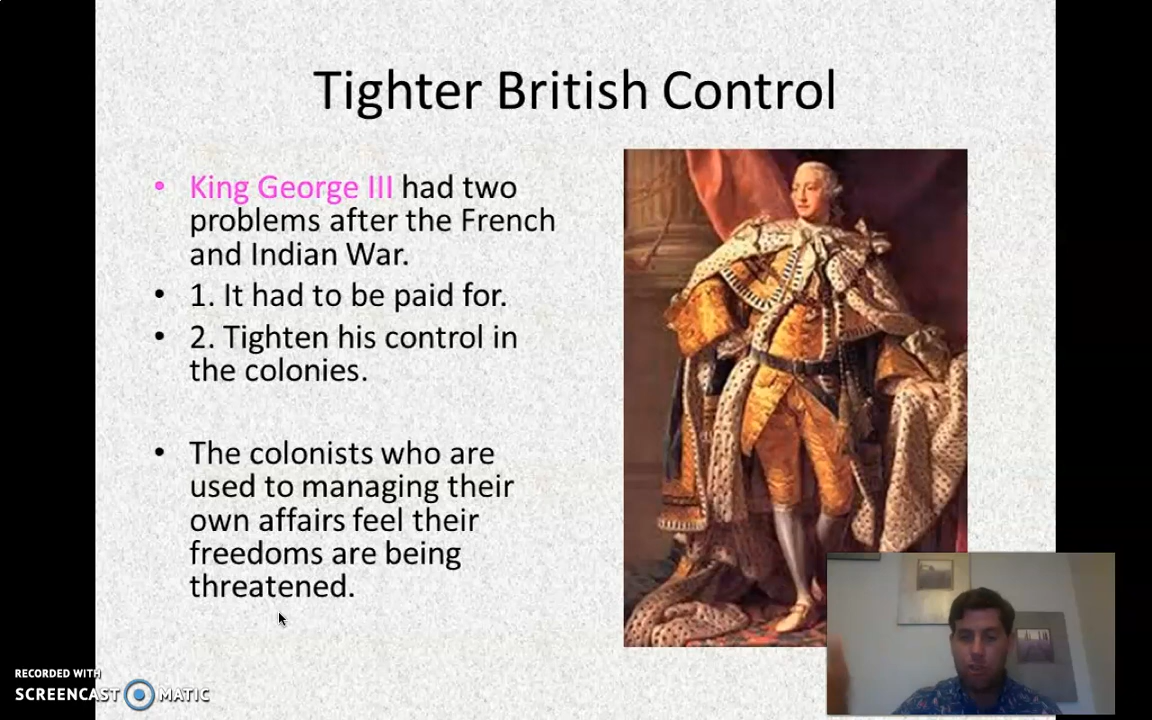 Tighter British Control
• King George III had two
problems after the French
and Indian War.
• 1. It had to be paid for.
• 2. Tighten his control in
the colonies.
• The colonists who are
used to managing their
own affairs feel their
freedoms are being
threatened.
RECORDED WITH
SCREENCAST MATIC